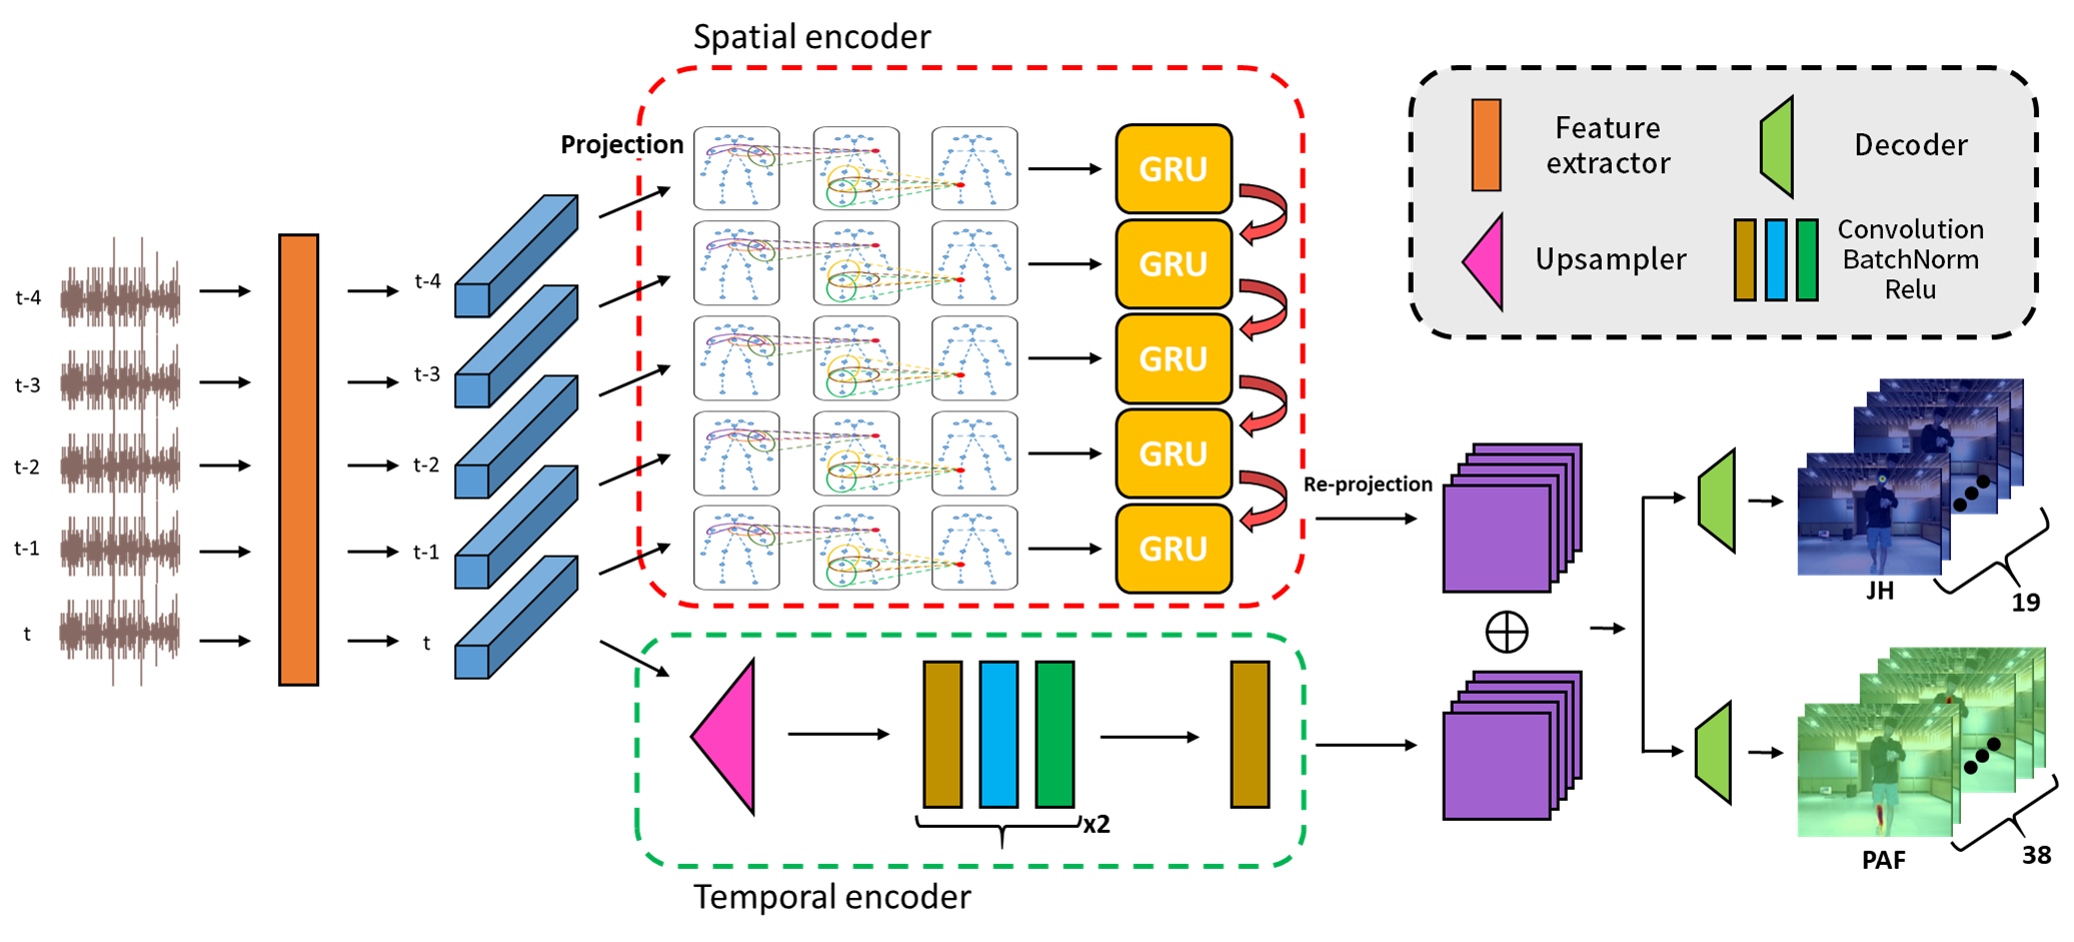 Spatial encoder
Projection
GRU
GRU
GRU
GRU
GRU
t-4
t-3
t-2
t-1
t
t-4
t-3
t-2
t-1
t
Re-projection
Feature
extractor
Decoder
Upsampler
Convolution
BatchNorm
Relu
JH
19
PAF
38
x2
Temporal encoder